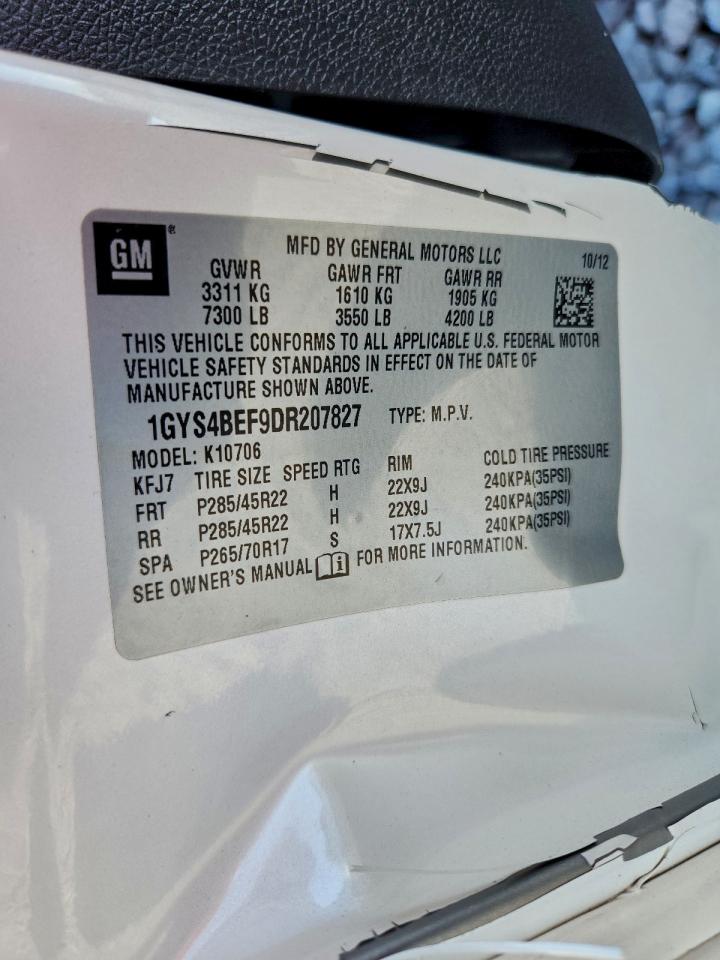 GM®
MFD BY GENERAL MOTORS LLC 10/12
GVWR GAWR FRT GAWR RR
3311 KG 1610 KG 1905 KG
7300 LB 3550 LB 4200 LB
THIS VEHICLE CONFORMS TO ALL APPLICABLE U.S. FEDERAL MOTOR
VEHICLE SAFETY STANDARDS IN EFFECT ON THE DATE OF
MANUFACTURE SHOWN ABOVE.
1GYS4BEF9DR207827 TYPE: M.P.V.
MODEL: K10706
KFJ7 TIRE SIZE SPEED RTG RIM COLD TIRE PRESSURE
FRT P285/45R22 H 22X9J 240KPA(35PSI)
RR P285/45R22 H 22X9J 240KPA(35PSI)
SPA P265/70R17 S 17X7.5J 240KPA(35PSI)
SEE OWNER'S MANUAL i FOR MORE INFORMATION.